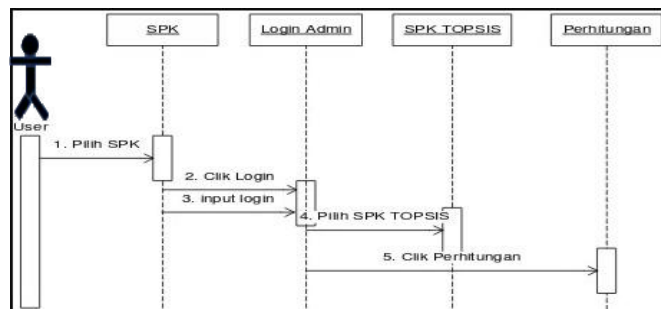 SPK
Login Admin
SPK TOPSIS
Perhitungan
User
1. Pilih SPK
2. Clik Login
3. input login
4. Pilih SPK TOPSIS
5. Clik Perhitungan